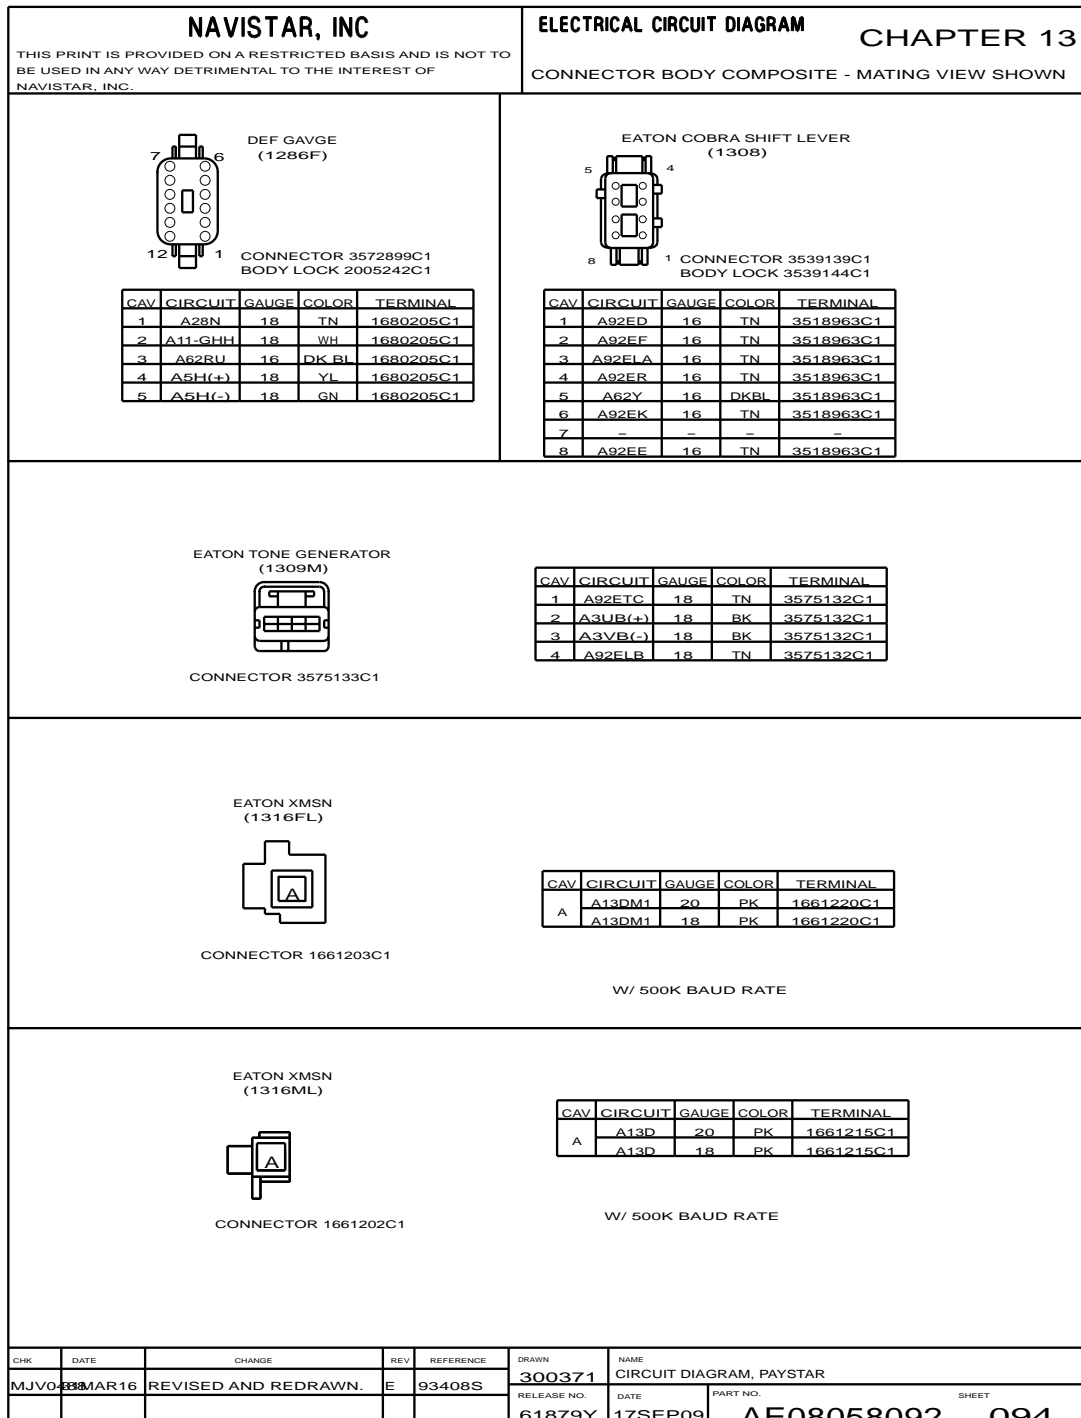 NAVISTAR, INC
THIS PRINT IS PROVIDED ON A RESTRICTED BASIS AND IS NOT TO
BE USED IN ANY WAY DETRIMENTAL TO THE INTEREST OF
NAVISTAR, INC.
ELECTRICAL CIRCUIT DIAGRAM
CHAPTER 13
CONNECTOR BODY COMPOSITE - MATING VIEW SHOWN
DEF GAVGE
(1286F)
7 6
12 1
CONNECTOR 3572899C1
BODY LOCK 2005242C1
CAV CIRCUIT GAUGE COLOR TERMINAL
1 A28N 18 TN 1680205C1
2 A11-GHH 18 WH 1680205C1
3 A62RU 16 DK BL 1680205C1
4 A5H(+) 18 YL 1680205C1
5 A5H(-) 18 GN 1680205C1
EATON COBRA SHIFT LEVER
(1308)
5 4
8 1
CONNECTOR 3539139C1
BODY LOCK 3539144C1
CAV CIRCUIT GAUGE COLOR TERMINAL
1 A92ED 16 TN 3518963C1
2 A92EF 16 TN 3518963C1
3 A92ELA 16 TN 3518963C1
4 A92ER 16 TN 3518963C1
5 A62Y 16 DKBL 3518963C1
6 A92EK 16 TN 3518963C1
7 – – – –
8 A92EE 16 TN 3518963C1
EATON TONE GENERATOR
(1309M)
CONNECTOR 3575133C1
CAV CIRCUIT GAUGE COLOR TERMINAL
1 A92ETC 18 TN 3575132C1
2 A3UB(+) 18 BK 3575132C1
3 A3VB(-) 18 BK 3575132C1
4 A92ELB 18 TN 3575132C1
EATON XMSN
(1316FL)
A
CONNECTOR 1661203C1
CAV CIRCUIT GAUGE COLOR TERMINAL
A A13DM1 20 PK 1661220C1
A13DM1 18 PK 1661220C1
W/ 500K BAUD RATE
EATON XMSN
(1316ML)
A
CONNECTOR 1661202C1
CAV CIRCUIT GAUGE COLOR TERMINAL
A A13D 20 PK 1661215C1
A13D 18 PK 1661215C1
W/ 500K BAUD RATE
CHK DATE CHANGE REV REFERENCE
REVISED AND REDRAWN. E 93408S
DRAWN
300371
NAME
CIRCUIT DIAGRAM, PAYSTAR
RELEASE NO.
61879Y
DATE
17SEP09
PART NO.
AE08058092
SHEET
094